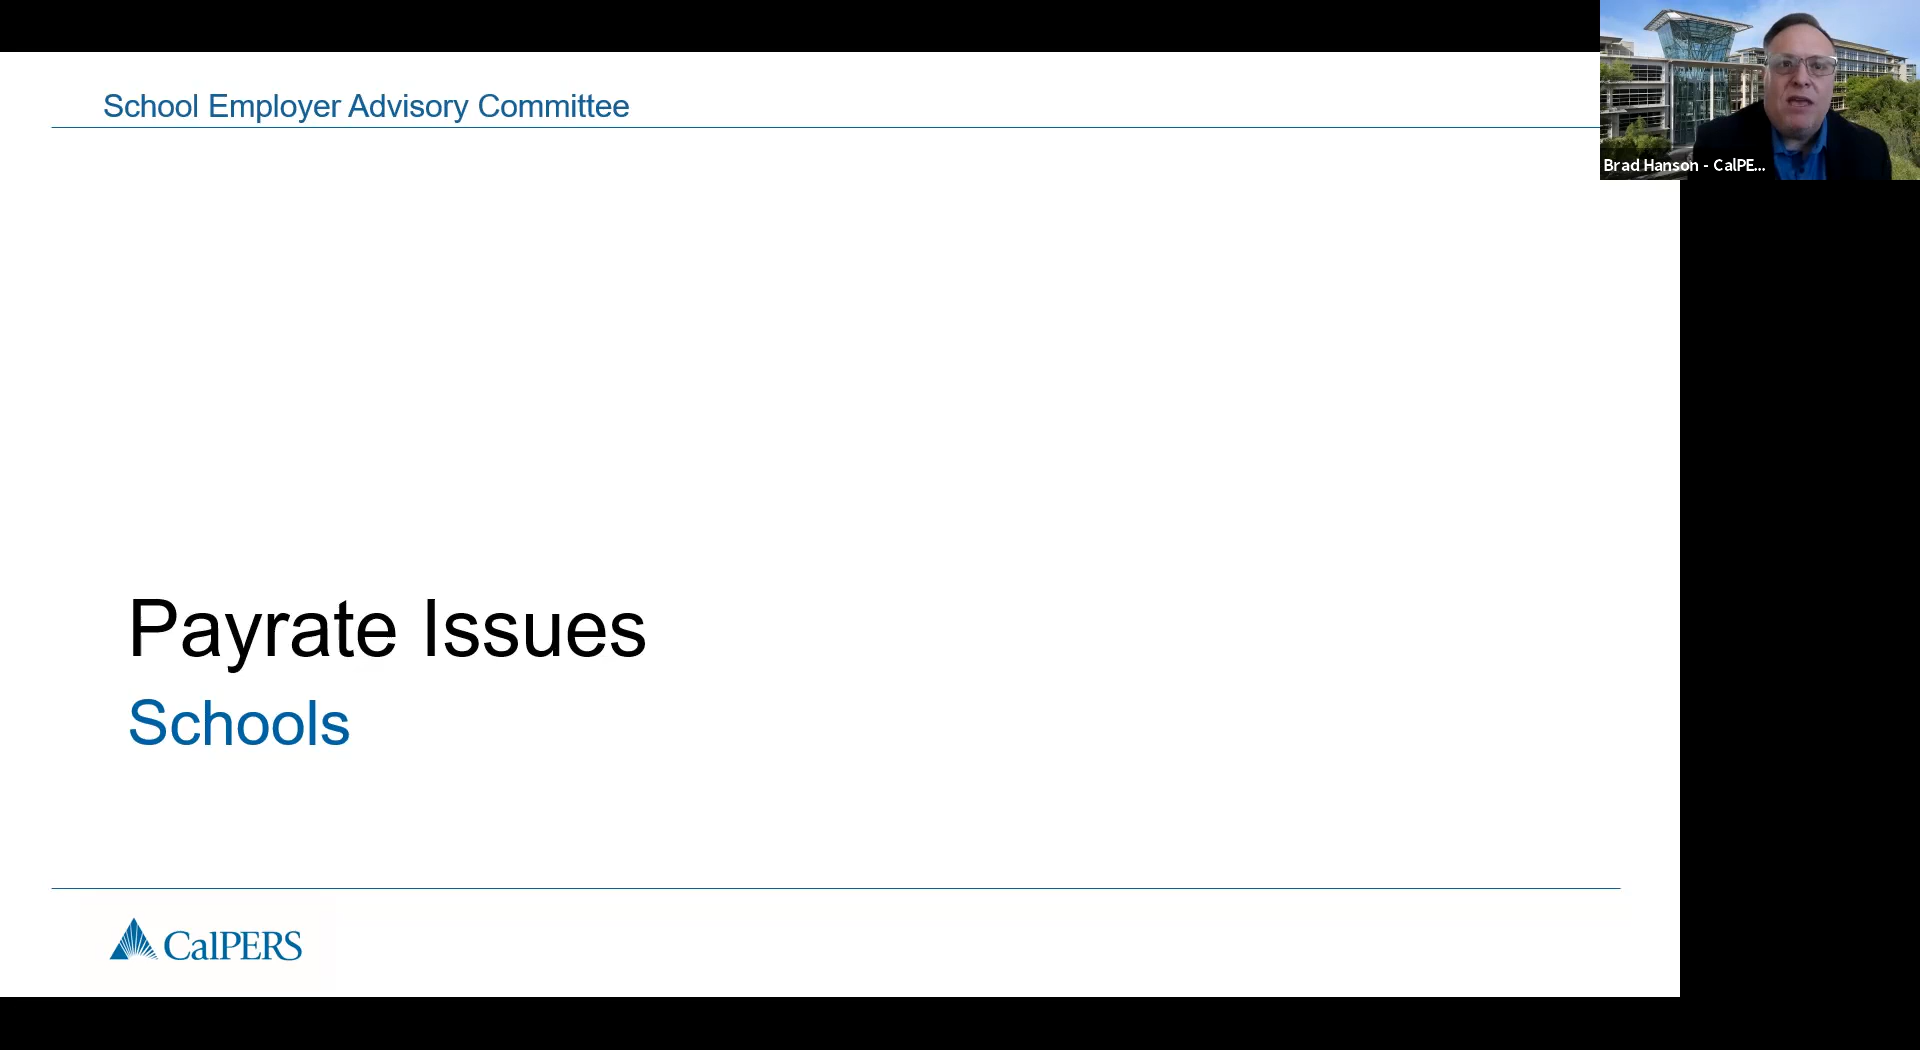 School Employer Advisory Committee
Brad Hanson - CalPE...
Payrate Issues
Schools
CalPERS